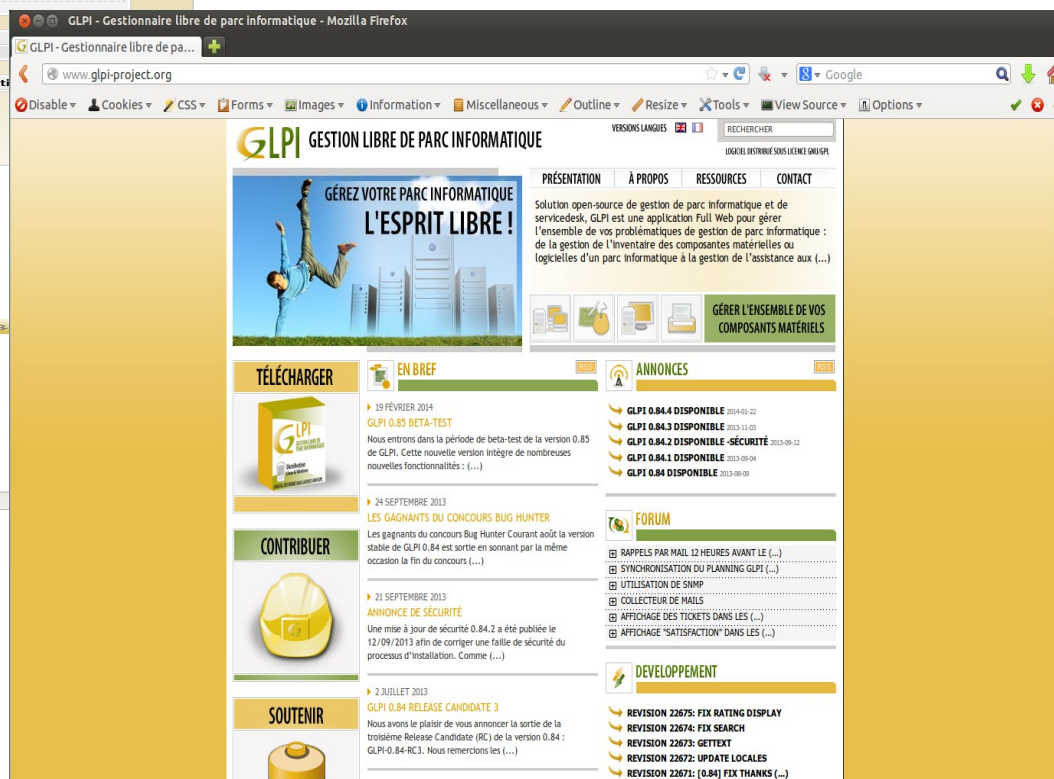 GLPI - Gestionnaire libre de parc informatique - Mozilla Firefox
GLPI - Gestionnaire libre de pa...
www.glpi-project.org
Google
Disable
Cookies
CSS
Forms
Images
Information
Miscellaneous
Outline
Resize
Tools
View Source
Options
GLPI GESTION LIBRE DE PARC INFORMATIQUE
VERSIONS LANGUES
RECHERCHER
LOGICIEL DISTRIBUÉ SOUS LICENCE GNU/GPL
GÉREZ VOTRE PARC INFORMATIQUE
L'ESPRIT LIBRE !
PRÉSENTATION
À PROPOS
RESSOURCES
CONTACT
Solution open-source de gestion de parc informatique et de
servicedesk, GLPI est une application Full Web pour gérer
l'ensemble de vos problématiques de gestion de parc informatique :
de la gestion de l'inventaire des composantes matérielles ou
logicielles d'un parc informatique à la gestion de l'assistance aux (...)
GÉRER L'ENSEMBLE DE VOS
COMPOSANTS MATÉRIELS
TÉLÉCHARGER
GLPI
CONTRIBUER
SOUTENIR
EN BREF
RSS
19 FÉVRIER 2014
GLPI 0.85 BETA-TEST
Nous entrons dans la période de beta-test de la version 0.85
de GLPI. Cette nouvelle version intègre de nombreuses
nouvelles fonctionnalités : (...)
24 SEPTEMBRE 2013
LES GAGNANTS DU CONCOURS BUG HUNTER
Les gagnants du concours Bug Hunter Courant août la version
stable de GLPI 0.84 est sortie en sonnant par la même
occasion la fin du concours (...)
21 SEPTEMBRE 2013
ANNONCE DE SÉCURITÉ
Une mise à jour de sécurité 0.84.2 a été publiée le
12/09/2013 afin de corriger une faille de sécurité du
processus d'installation. Comme (...)
2 JUILLET 2013
GLPI 0.84 RELEASE CANDIDATE 3
Nous avons le plaisir de vous annoncer la sortie de la
troisième Release Candidate (RC) de la version 0.84 :
GLPI-0.84-RC3. Nous remercions les (...)
ANNONCES
RSS
GLPI 0.84.4 DISPONIBLE 2014-01-22
GLPI 0.84.3 DISPONIBLE 2013-11-03
GLPI 0.84.2 DISPONIBLE -SÉCURITÉ 2013-09-12
GLPI 0.84.1 DISPONIBLE 2013-09-04
GLPI 0.84 DISPONIBLE 2013-08-09
FORUM
RAPPELS PAR MAIL 12 HEURES AVANT LE (...)
SYNCHRONISATION DU PLANNING GLPI (...)
UTILISATION DE SNMP
COLLECTEUR DE MAILS
AFFICHAGE DES TICKETS DANS LES (...)
AFFICHAGE "SATISFACTION" DANS LES (...)
DEVELOPPEMENT
REVISION 22675: FIX RATING DISPLAY
REVISION 22674: FIX SEARCH
REVISION 22673: GETTEXT
REVISION 22672: UPDATE LOCALES
REVISION 22671: [0.84] FIX THANKS (...)